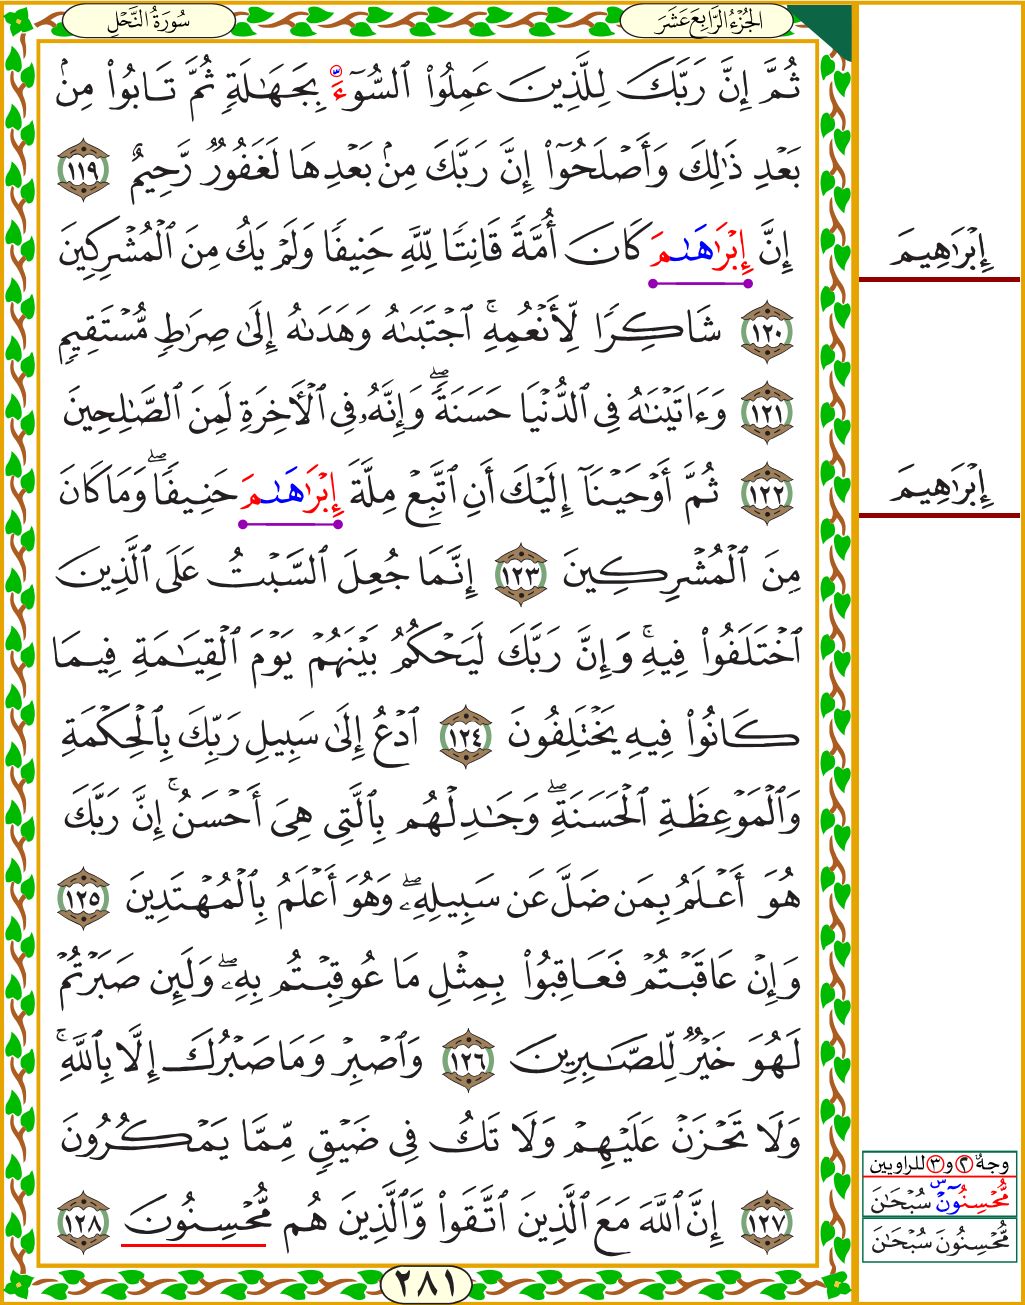 الجُزْءُ الرَّابِعَ عَشَرَ
سُورَةُ النَّحْلِ
ثُمَّ إِنَّ رَبَّكَ لِلَّذِينَ عَمِلُواْ ٱلسُّوٓءَ بِجَهَٰلَةٖ ثُمَّ تَابُواْ مِنۢ
بَعۡدِ ذَٰلِكَ وَأَصۡلَحُوٓاْ إِنَّ رَبَّكَ مِنۢ بَعۡدِهَا لَغَفُورٞ رَّحِيمٌ ١١٩
إِنَّ إِبۡرَٰهَٰمَ كَانَ أُمَّةٗ قَانِتٗا لِّلَّهِ حَنِيفٗا وَلَمۡ يَكُ مِنَ ٱلۡمُشۡرِكِينَ
١٢٠ شَاكِرٗا لِّأَنۡعُمِهِۚ ٱجۡتَبَىٰهُ وَهَدَىٰهُ إِلَىٰ صِرَٰطٖ مُّسۡتَقِيمٖ
١٢١ وَءَاتَيۡنَٰهُ فِي ٱلدُّنۡيَا حَسَنَةٗۖ وَإِنَّهُۥ فِي ٱلۡأٓخِرَةِ لَمِنَ ٱلصَّٰلِحِينَ
١٢٢ ثُمَّ أَوۡحَيۡنَآ إِلَيۡكَ أَنِ ٱتَّبِعۡ مِلَّةَ إِبۡرَٰهَٰمَ حَنِيفٗاۖ وَمَا كَانَ
مِنَ ٱلۡمُشۡرِكِينَ ١٢٣ إِنَّمَا جُعِلَ ٱلسَّبۡتُ عَلَى ٱلَّذِينَ
ٱخۡتَلَفُواْ فِيهِۚ وَإِنَّ رَبَّكَ لَيَحۡكُمُ بَيۡنَهُمۡ يَوۡمَ ٱلۡقِيَٰمَةِ فِيمَا
كَانُواْ فِيهِ يَخۡتَلِفُونَ ١٢٤ ٱدۡعُ إِلَىٰ سَبِيلِ رَبِّكَ بِٱلۡحِكۡمَةِ
وَٱلۡمَوۡعِظَةِ ٱلۡحَسَنَةِۖ وَجَٰدِلۡهُم بِٱلَّتِي هِيَ أَحۡسَنُۚ إِنَّ رَبَّكَ
هُوَ أَعۡلَمُ بِمَن ضَلَّ عَن سَبِيلِهِۦۖ وَهُوَ أَعۡلَمُ بِٱلۡمُهۡتَدِينَ ١٢٥
وَإِنۡ عَاقَبۡتُمۡ فَعَاقِبُواْ بِمِثۡلِ مَا عُوقِبۡتُم بِهِۦۖ وَلَئِن صَبَرۡتُمۡ
لَهُوَ خَيۡرٞ لِّلصَّٰبِرِينَ ١٢٦ وَٱصۡبِرۡ وَمَا صَبۡرُكَ إِلَّا بِٱللَّهِۚ
وَلَا تَحۡزَنۡ عَلَيۡهِمۡ وَلَا تَكُ فِي ضَيۡقٖ مِّمَّا يَمۡكُرُونَ
١٢٧ إِنَّ ٱللَّهَ مَعَ ٱلَّذِينَ ٱتَّقَواْ وَّٱلَّذِينَ هُم مُّحۡسِنُونَ ١٢٨
٢٨١
إِبۡرَٰهِيمَ
إِبۡرَٰهِيمَ
وجهٌ ٢ و ٣ للراويين
مُّحۡسِنُونَۜ سُبۡحَٰنَ
مُّحۡسِنُونَ سُبۡحَٰنَ